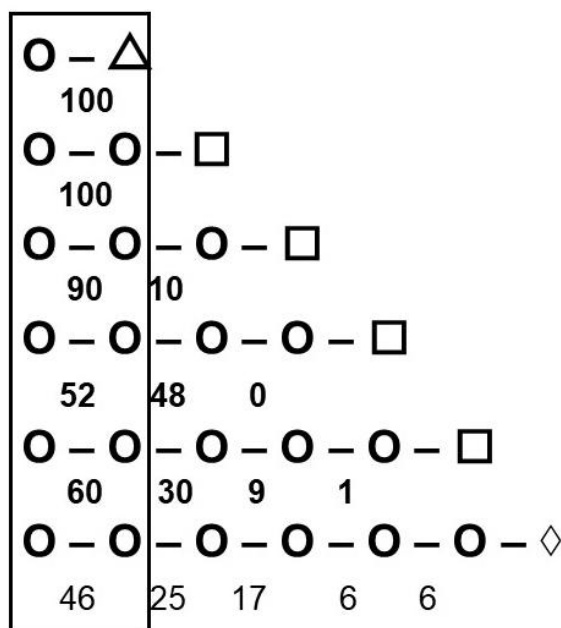 O – △
100
O – O – □
100
O – O – O – □
90 10
O – O – O – O – □
52 48 0
O – O – O – O – O – □
60 30 9 1
O – O – O – O – O – O – ◊
46 25 17 6 6